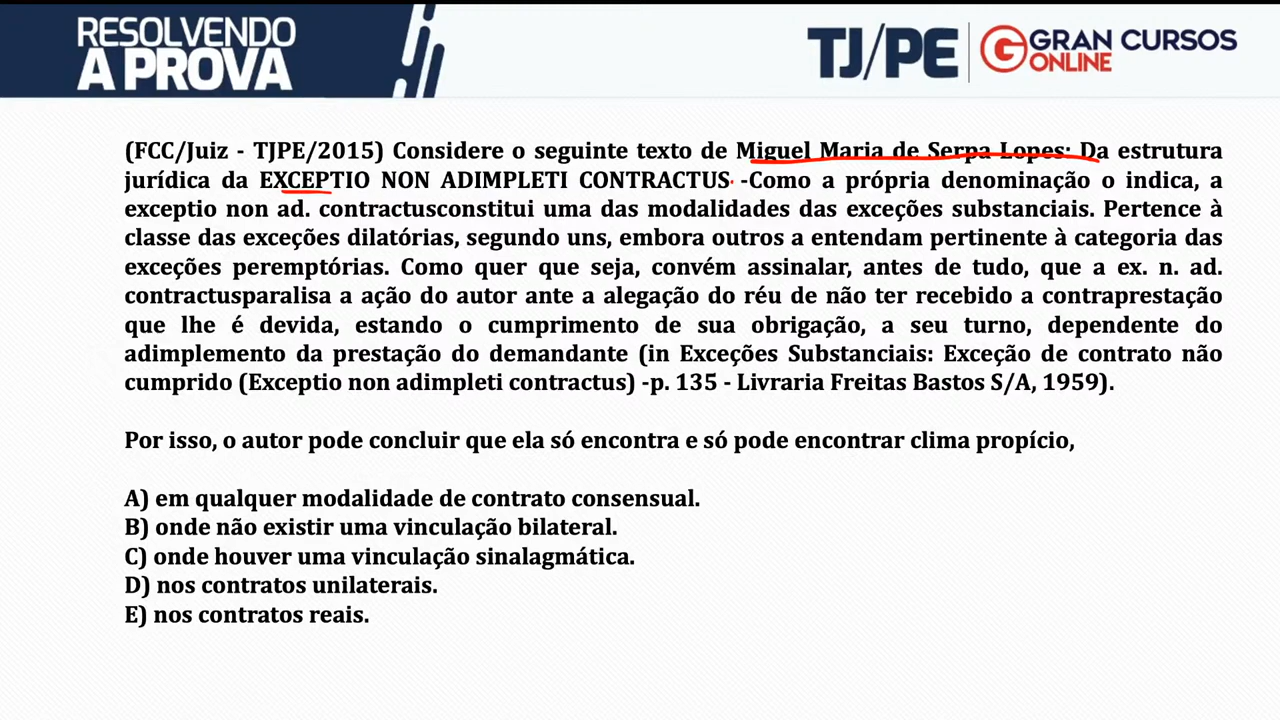 RESOLVENDO
A PROVA
TJ/PE
G GRAN CURSOS
ONLINE
(FCC/Juiz - TJPE/2015) Considere o seguinte texto de Miguel Maria de Serpa Lopes: Da estrutura
jurídica da EXCEPTIO NON ADIMPLETI CONTRACTUS -Como a própria denominação o indica, a
exceptio non ad. contractusconstitui uma das modalidades das exceções substanciais. Pertence à
classe das exceções dilatórias, segundo uns, embora outros a entendam pertinente à categoria das
exceções peremptórias. Como quer que seja, convém assinalar, antes de tudo, que a ex. n. ad.
contractusparalisa a ação do autor ante a alegação do réu de não ter recebido a contraprestação
que lhe é devida, estando o cumprimento de sua obrigação, a seu turno, dependente do
adimplemento da prestação do demandante (in Exceções Substanciais: Exceção de contrato não
cumprido (Exceptio non adimpleti contractus) -p. 135 - Livraria Freitas Bastos S/A, 1959).
Por isso, o autor pode concluir que ela só encontra e só pode encontrar clima propício,
A) em qualquer modalidade de contrato consensual.
B) onde não existir uma vinculação bilateral.
C) onde houver uma vinculação sinalagmática.
D) nos contratos unilaterais.
E) nos contratos reais.